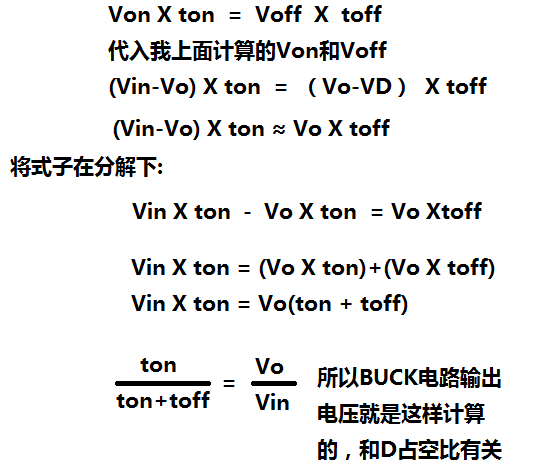 Von X ton = Voff X toff
代入我上面计算的Von和Voff
(Vin-Vo) X ton = （Vo-VD） X toff
(Vin-Vo) X ton ≈ Vo X toff
将式子在分解下:
Vin X ton - Vo X ton = Vo Xtoff
Vin X ton = (Vo X ton)+(Vo X toff)
Vin X ton = Vo(ton + toff)
ton
ton+toff
=
Vo
Vin
所以BUCK电路输出
电压就是这样计算
的，和D占空比有关